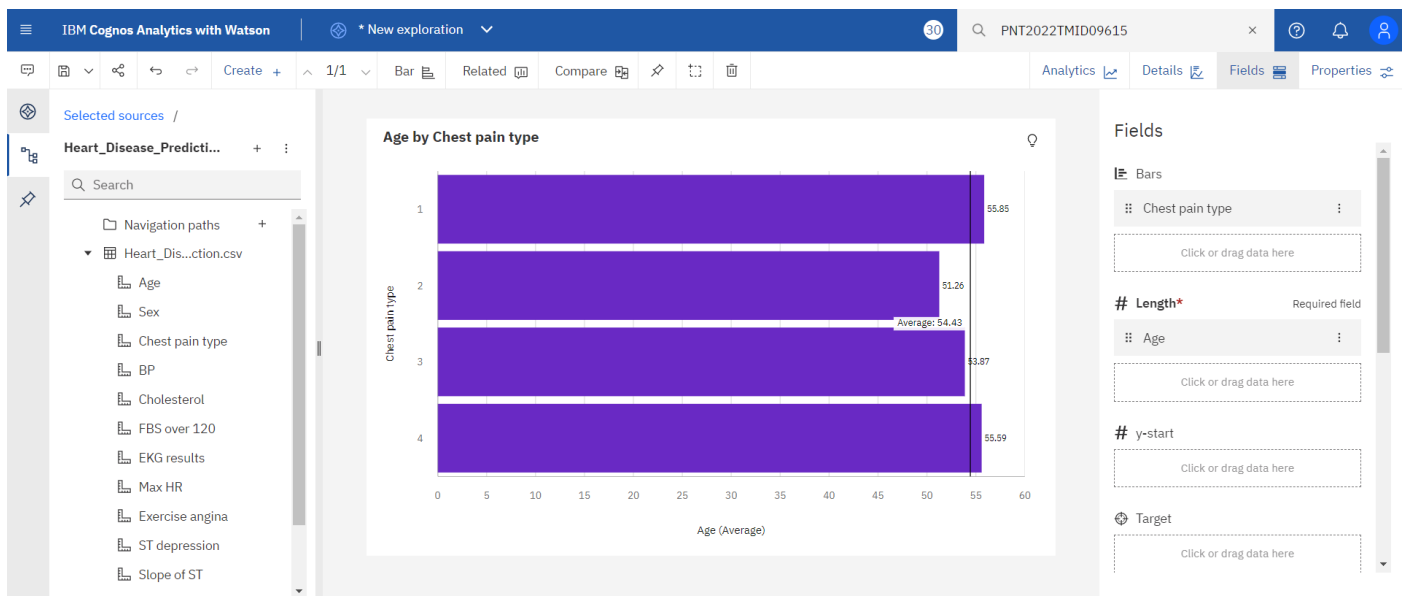 IBM Cognos Analytics with Watson
* New exploration
30
PNT2022TMID09615
Create +
1/1
Bar
Related
Compare
Analytics
Details
Fields
Properties
Selected sources /
Heart_Disease_Predicti...
Search
Navigation paths
Heart_Dis...ction.csv
Age
Sex
Chest pain type
BP
Cholesterol
FBS over 120
EKG results
Max HR
Exercise angina
ST depression
Slope of ST
Age by Chest pain type
Chest pain type
1
55.85
2
51.26
Average: 54.43
3
53.87
4
55.59
0 5 10 15 20 25 30 35 40 45 50 55 60
Age (Average)
Fields
Bars
Chest pain type
Click or drag data here
# Length* Required field
Age
Click or drag data here
# y-start
Click or drag data here
Target
Click or drag data here